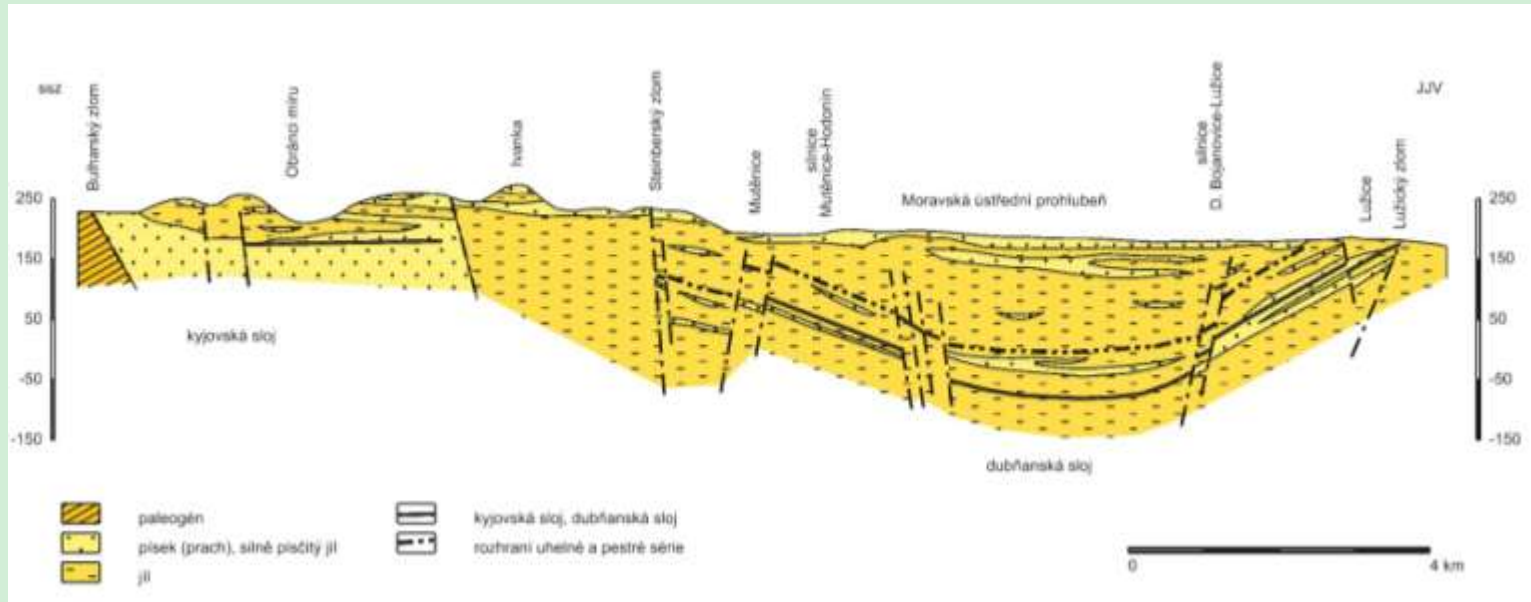 ssz
JJV
Bulharský zlom
Obránci míru
Ivanka
Steinberský zlom
Mutěnice
silnice
Mutěnice-Hodonín
Moravská ústřední prohlubeň
silnice
D. Bojanovice-Lužice
Lužice
Lužický zlom
250
150
50
-50
-150
250
150
50
-50
-150
kyjovská sloj
dubňanská sloj
paleogén
písek (prach), silně písčitý jíl
jíl
kyjovská sloj, dubňanská sloj
rozhraní uhelné a pestré série
0
4 km